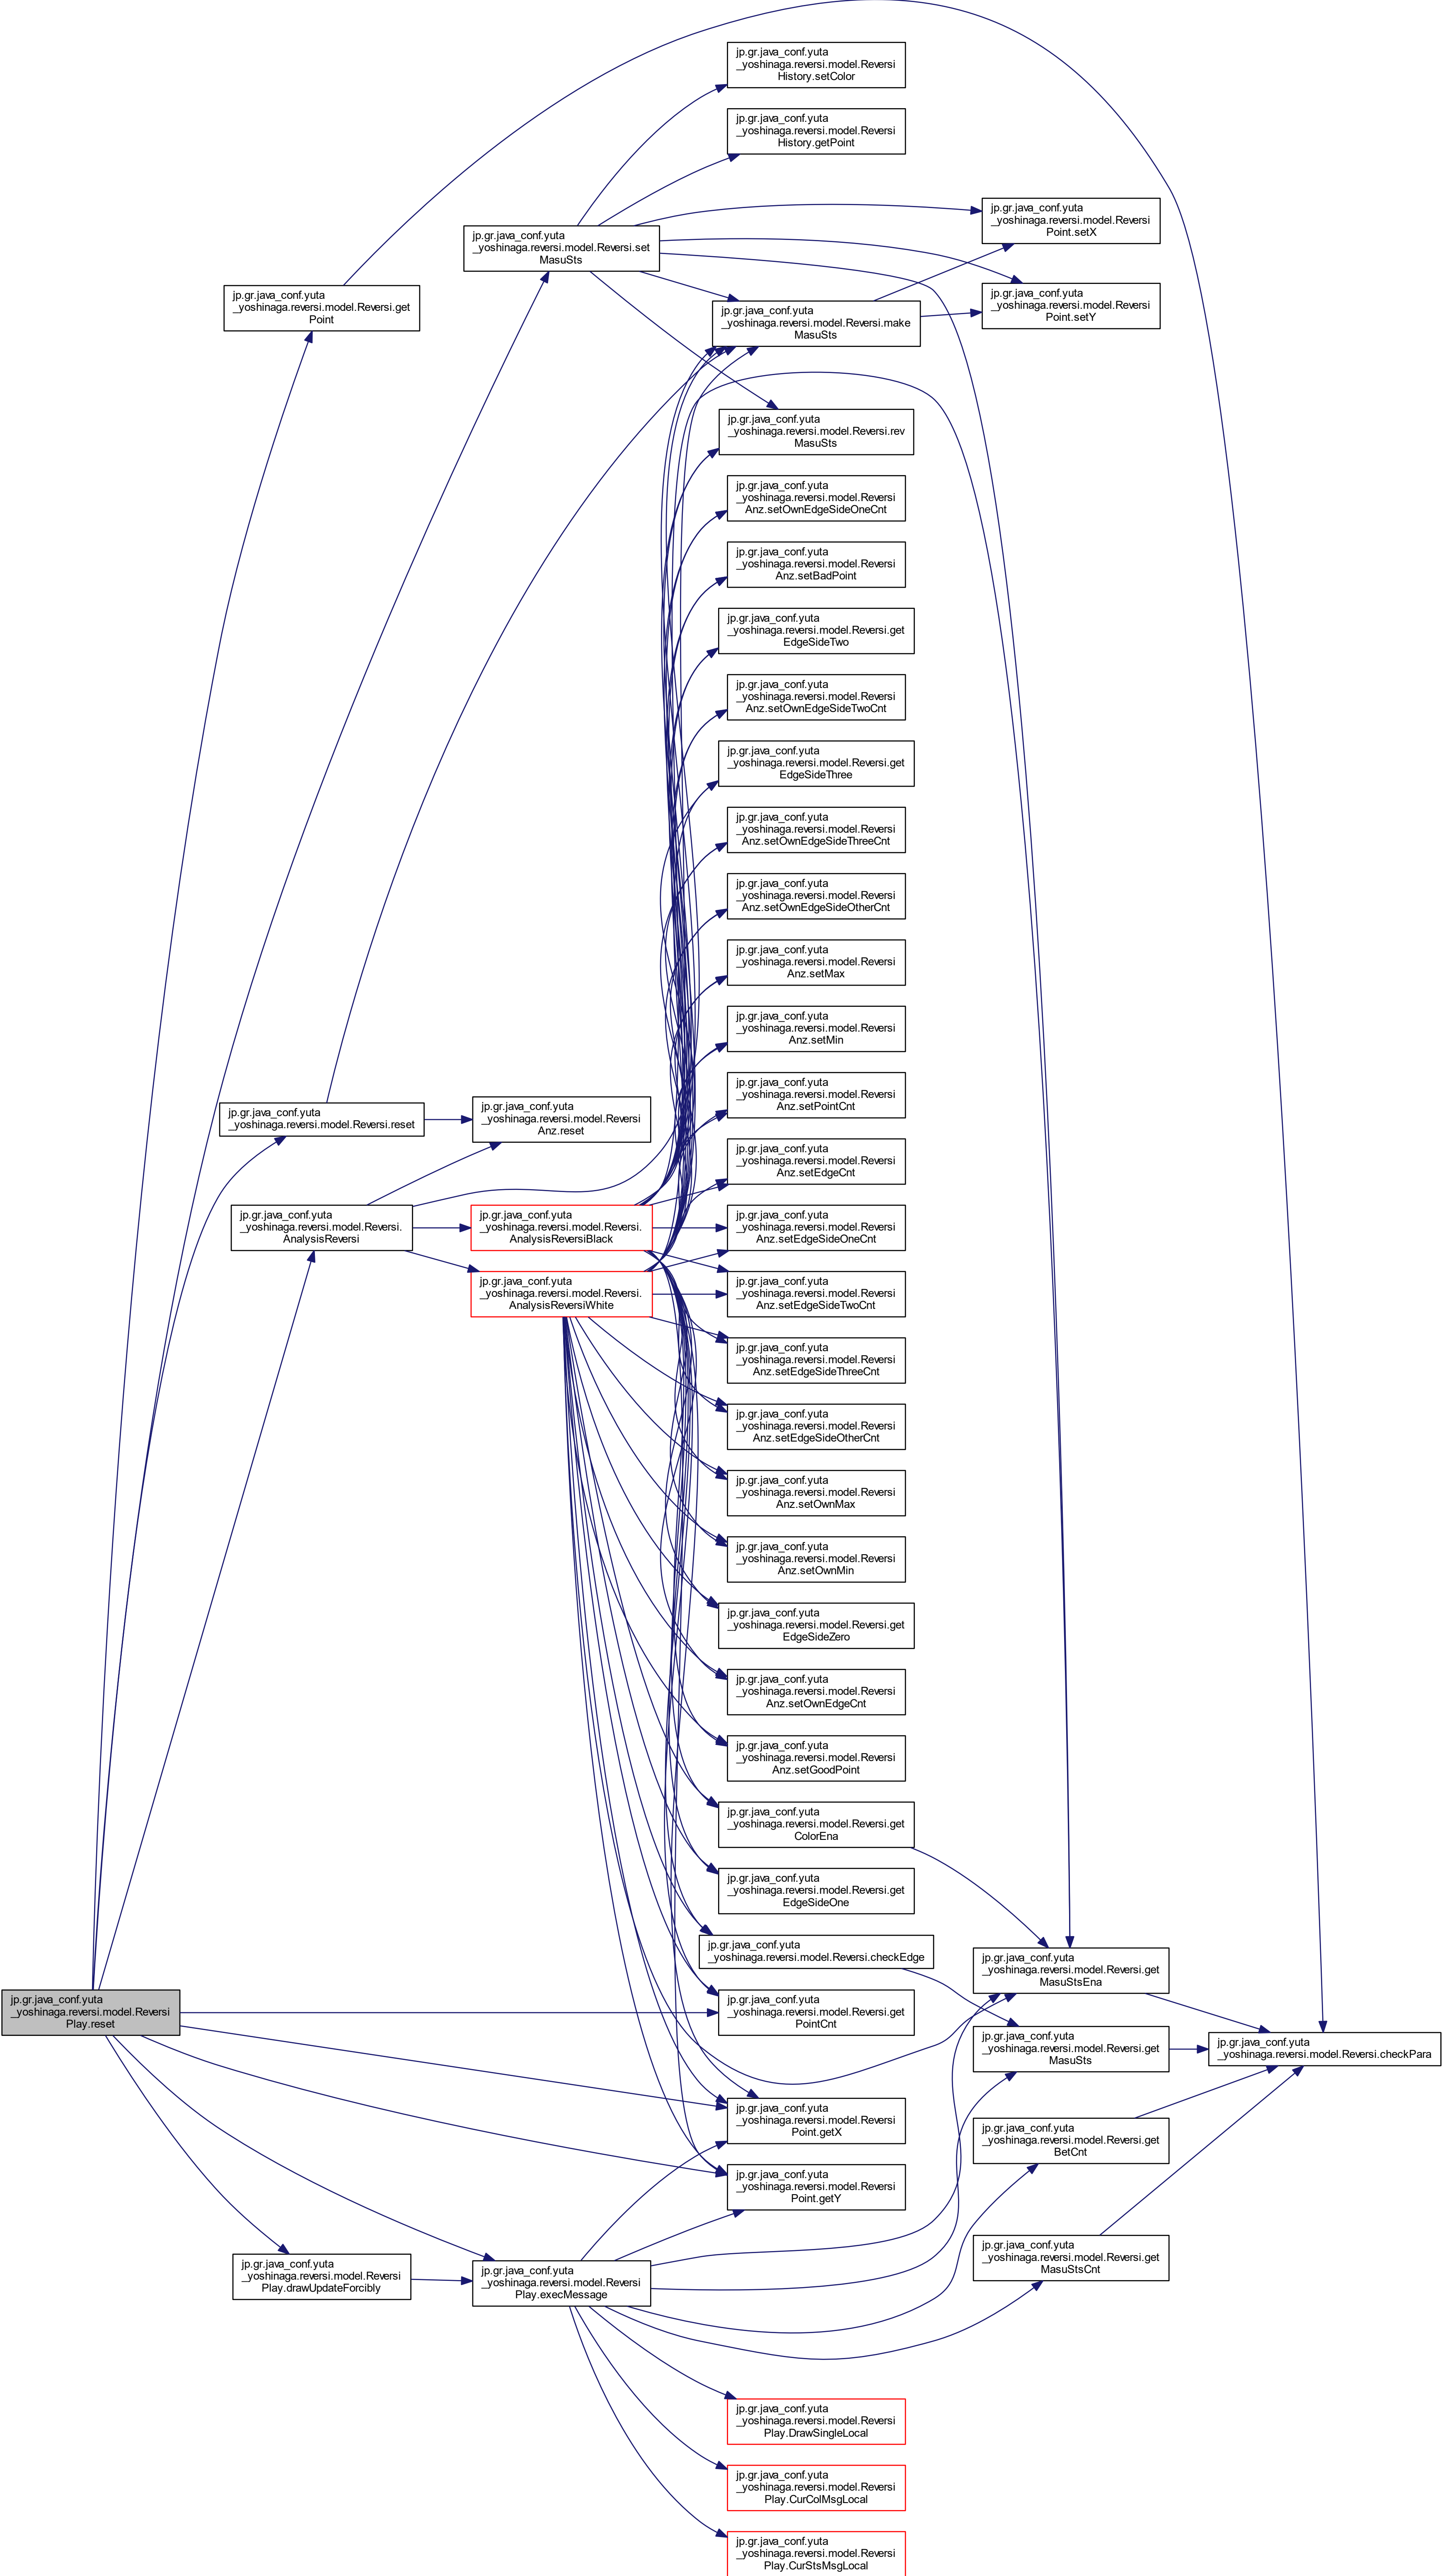 jp.gr.java_conf.yuta
_yoshinaga.reversi.model.Reversi
History.setColor
jp.gr.java_conf.yuta
_yoshinaga.reversi.model.Reversi
History.getPoint
jp.gr.java_conf.yuta
_yoshinaga.reversi.model.Reversi
Point.setX
jp.gr.java_conf.yuta
_yoshinaga.reversi.model.Reversi.set
MasuSts
jp.gr.java_conf.yuta
_yoshinaga.reversi.model.Reversi
Point.setY
jp.gr.java_conf.yuta
_yoshinaga.reversi.model.Reversi.get
Point
jp.gr.java_conf.yuta
_yoshinaga.reversi.model.Reversi.make
MasuSts
jp.gr.java_conf.yuta
_yoshinaga.reversi.model.Reversi.rev
MasuSts
jp.gr.java_conf.yuta
_yoshinaga.reversi.model.Reversi
Anz.setOwnEdgeSideOneCnt
jp.gr.java_conf.yuta
_yoshinaga.reversi.model.Reversi
Anz.setBadPoint
jp.gr.java_conf.yuta
_yoshinaga.reversi.model.Reversi.get
EdgeSideTwo
jp.gr.java_conf.yuta
_yoshinaga.reversi.model.Reversi
Anz.setOwnEdgeSideTwoCnt
jp.gr.java_conf.yuta
_yoshinaga.reversi.model.Reversi.get
EdgeSideThree
jp.gr.java_conf.yuta
_yoshinaga.reversi.model.Reversi
Anz.setOwnEdgeSideThreeCnt
jp.gr.java_conf.yuta
_yoshinaga.reversi.model.Reversi
Anz.setOwnEdgeSideOtherCnt
jp.gr.java_conf.yuta
_yoshinaga.reversi.model.Reversi
Anz.setMax
jp.gr.java_conf.yuta
_yoshinaga.reversi.model.Reversi
Anz.setMin
jp.gr.java_conf.yuta
_yoshinaga.reversi.model.Reversi
Anz.setPointCnt
jp.gr.java_conf.yuta
_yoshinaga.reversi.model.Reversi.reset
jp.gr.java_conf.yuta
_yoshinaga.reversi.model.Reversi
Anz.reset
jp.gr.java_conf.yuta
_yoshinaga.reversi.model.Reversi
Anz.setEdgeCnt
jp.gr.java_conf.yuta
_yoshinaga.reversi.model.Reversi.
AnalysisReversi
jp.gr.java_conf.yuta
_yoshinaga.reversi.model.Reversi.
AnalysisReversiBlack
jp.gr.java_conf.yuta
_yoshinaga.reversi.model.Reversi
Anz.setEdgeSideOneCnt
jp.gr.java_conf.yuta
_yoshinaga.reversi.model.Reversi.
AnalysisReversiWhite
jp.gr.java_conf.yuta
_yoshinaga.reversi.model.Reversi
Anz.setEdgeSideTwoCnt
jp.gr.java_conf.yuta
_yoshinaga.reversi.model.Reversi
Anz.setEdgeSideThreeCnt
jp.gr.java_conf.yuta
_yoshinaga.reversi.model.Reversi
Anz.setEdgeSideOtherCnt
jp.gr.java_conf.yuta
_yoshinaga.reversi.model.Reversi
Anz.setOwnMax
jp.gr.java_conf.yuta
_yoshinaga.reversi.model.Reversi
Anz.setOwnMin
jp.gr.java_conf.yuta
_yoshinaga.reversi.model.Reversi.get
EdgeSideZero
jp.gr.java_conf.yuta
_yoshinaga.reversi.model.Reversi
Anz.setOwnEdgeCnt
jp.gr.java_conf.yuta
_yoshinaga.reversi.model.Reversi
Anz.setGoodPoint
jp.gr.java_conf.yuta
_yoshinaga.reversi.model.Reversi.get
ColorEna
jp.gr.java_conf.yuta
_yoshinaga.reversi.model.Reversi.get
EdgeSideOne
jp.gr.java_conf.yuta
_yoshinaga.reversi.model.Reversi.checkEdge
jp.gr.java_conf.yuta
_yoshinaga.reversi.model.Reversi.get
MasuStsEna
jp.gr.java_conf.yuta
_yoshinaga.reversi.model.Reversi
Play.reset
jp.gr.java_conf.yuta
_yoshinaga.reversi.model.Reversi.get
PointCnt
jp.gr.java_conf.yuta
_yoshinaga.reversi.model.Reversi.get
MasuSts
jp.gr.java_conf.yuta
_yoshinaga.reversi.model.Reversi.checkPara
jp.gr.java_conf.yuta
_yoshinaga.reversi.model.Reversi
Point.getX
jp.gr.java_conf.yuta
_yoshinaga.reversi.model.Reversi.get
BetCnt
jp.gr.java_conf.yuta
_yoshinaga.reversi.model.Reversi
Point.getY
jp.gr.java_conf.yuta
_yoshinaga.reversi.model.Reversi.get
MasuStsCnt
jp.gr.java_conf.yuta
_yoshinaga.reversi.model.Reversi
Play.drawUpdateForcibly
jp.gr.java_conf.yuta
_yoshinaga.reversi.model.Reversi
Play.execMessage
jp.gr.java_conf.yuta
_yoshinaga.reversi.model.Reversi
Play.DrawSingleLocal
jp.gr.java_conf.yuta
_yoshinaga.reversi.model.Reversi
Play.CurColMsgLocal
jp.gr.java_conf.yuta
_yoshinaga.reversi.model.Reversi
Play.CurStsMsgLocal